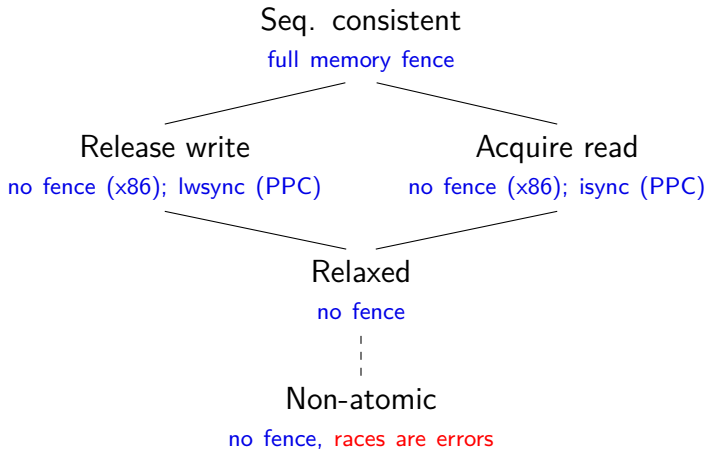 Seq. consistent
full memory fence
Release write
no fence (x86); lwsync (PPC)
Acquire read
no fence (x86); isync (PPC)
Relaxed
no fence
Non-atomic
no fence, races are errors